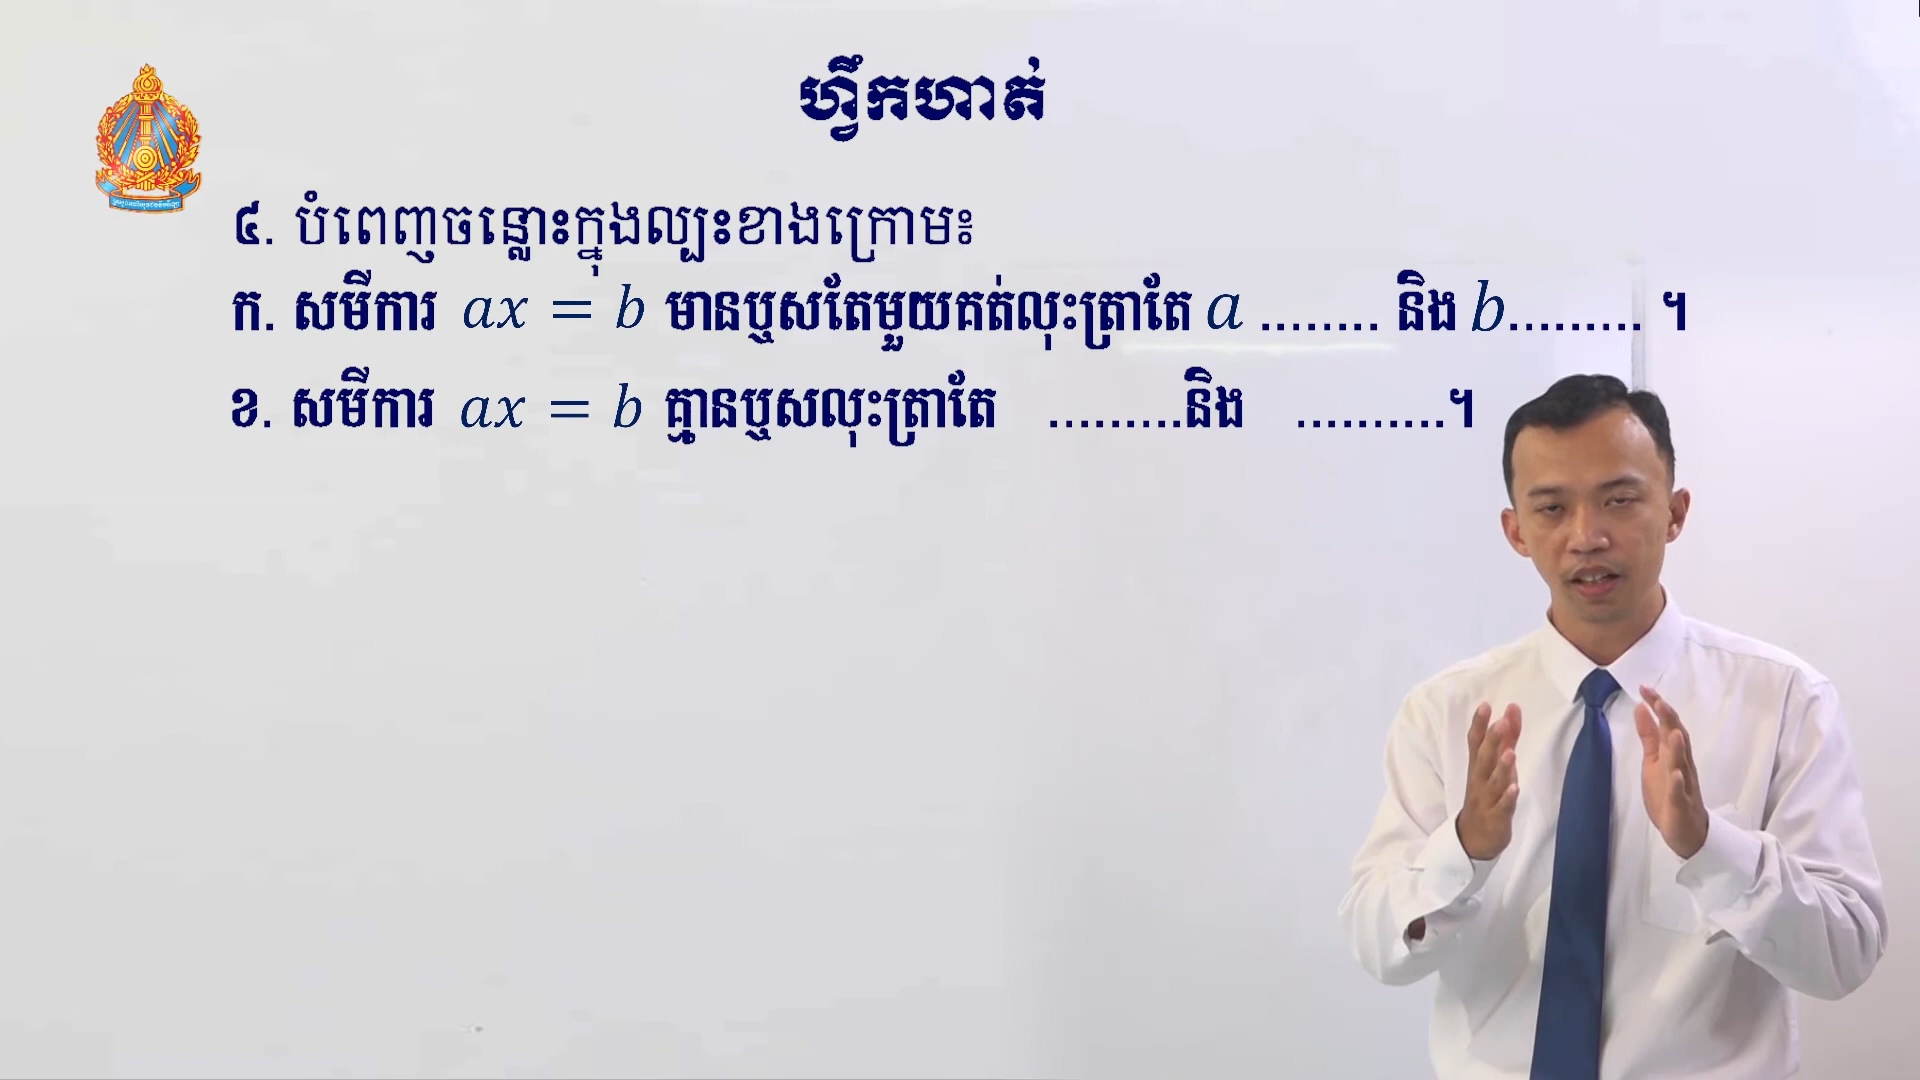 ហ្វឹកហាត់
៤. បំពេញចន្លោះក្នុងល្បះខាងក្រោម៖
ក. សមីការ ax = b មានឬសតែមួយគត់លុះត្រាតែ a ........ និង b......... ។
ខ. សមីការ ax = b គ្មានឬសលុះត្រាតែ .........និង ..........។